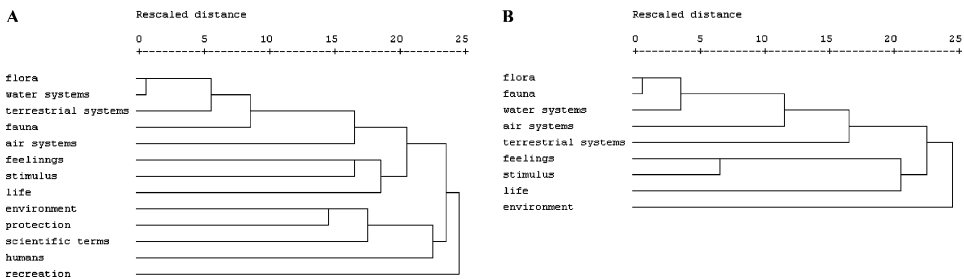 A
Rescaled distance
0 5 10 15 20 25
+---------+---------+---------+---------+---------+
flora
water systems
terrestrial systems
fauna
air systems
feelinngs
stimulus
life
environment
protection
scientific terms
humans
recreation
B
Rescaled distance
0 5 10 15 20 25
+---------+---------+---------+---------+---------+
flora
fauna
water systems
air systems
terrestrial systems
feelings
stimulus
life
environment